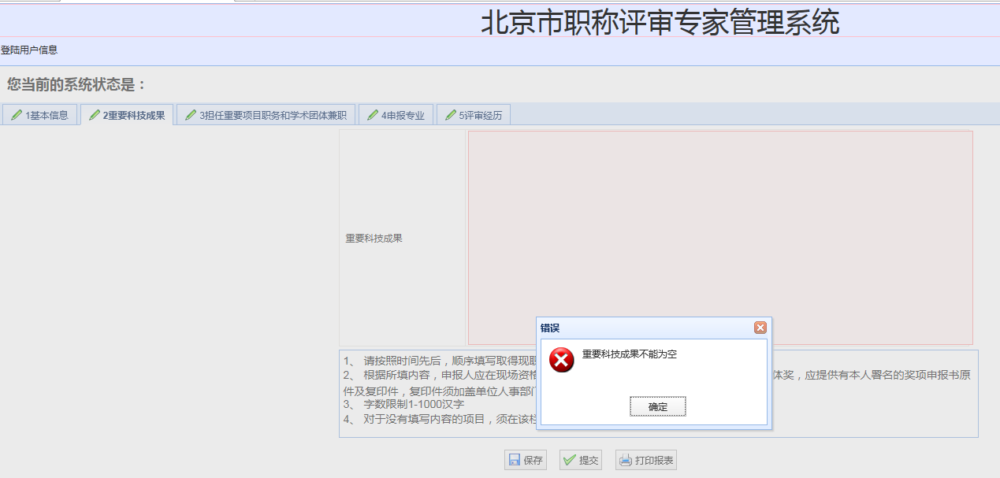 北京市职称评审专家管理系统
登陆用户信息
您当前的系统状态是：
1基本信息 2重要科技成果 3担任重要项目职务和学术团体兼职 4申报专业 5评审经历
重要科技成果
错误
重要科技成果不能为空
确定
1、 请按照时间先后，顺序填写取得现职
2、 根据所填内容，申报人应在现场资格 体奖，应提供有本人署名的奖项申报书原
件及复印件，复印件须加盖单位人事部门
3、 字数限制1-1000汉字
4、 对于没有填写内容的项目，须在该栏
保存 提交 打印报表